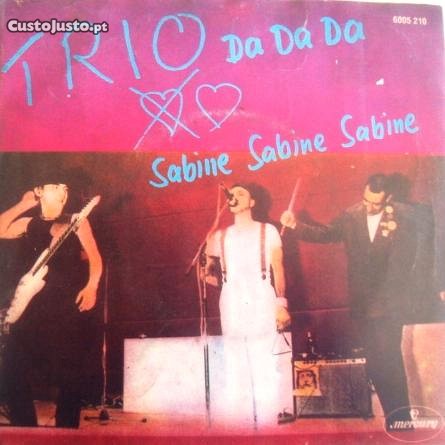 CustoJusto.pt
TRIO Da Da Da
6005 210
Sabine Sabine Sabine
mercury